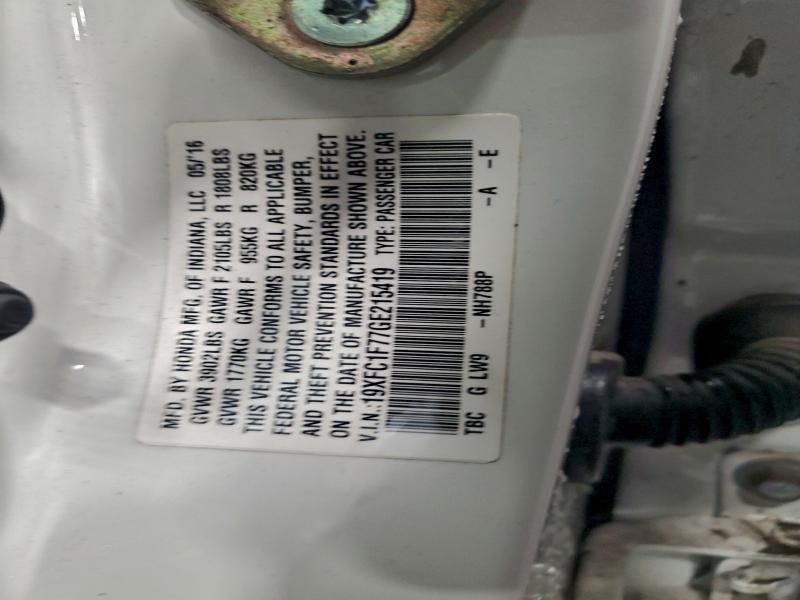 MFD. BY HONDA MFG. OF INDIANA, LLC 05/'16
GVWR 3902LBS GAWR F 2105LBS R 1808LBS
GVWR 1770KG GAWR F 955KG R 820KG
THIS VEHICLE CONFORMS TO ALL APPLICABLE
FEDERAL MOTOR VEHICLE SAFETY, BUMPER,
AND THEFT PREVENTION STANDARDS IN EFFECT
ON THE DATE OF MANUFACTURE SHOWN ABOVE.
V.I.N.:19XFC1F77GE215419 TYPE: PASSENGER CAR
TBC G LW9 -NH788P -A -E